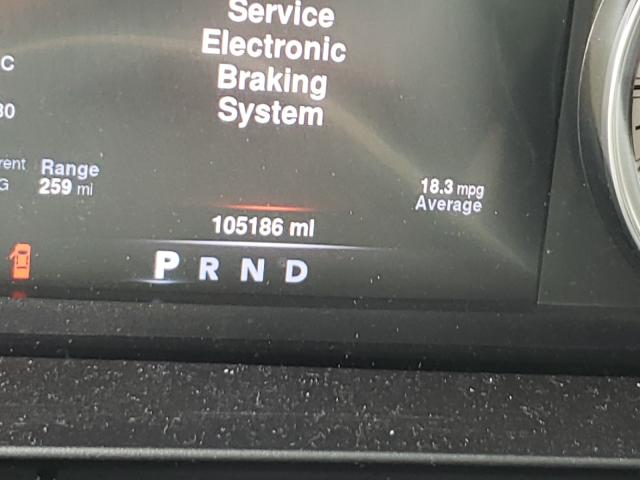 Service
Electronic
Braking
System
C
Range
259 mi
18.3 mpg
Average
105186 mi
P R N D